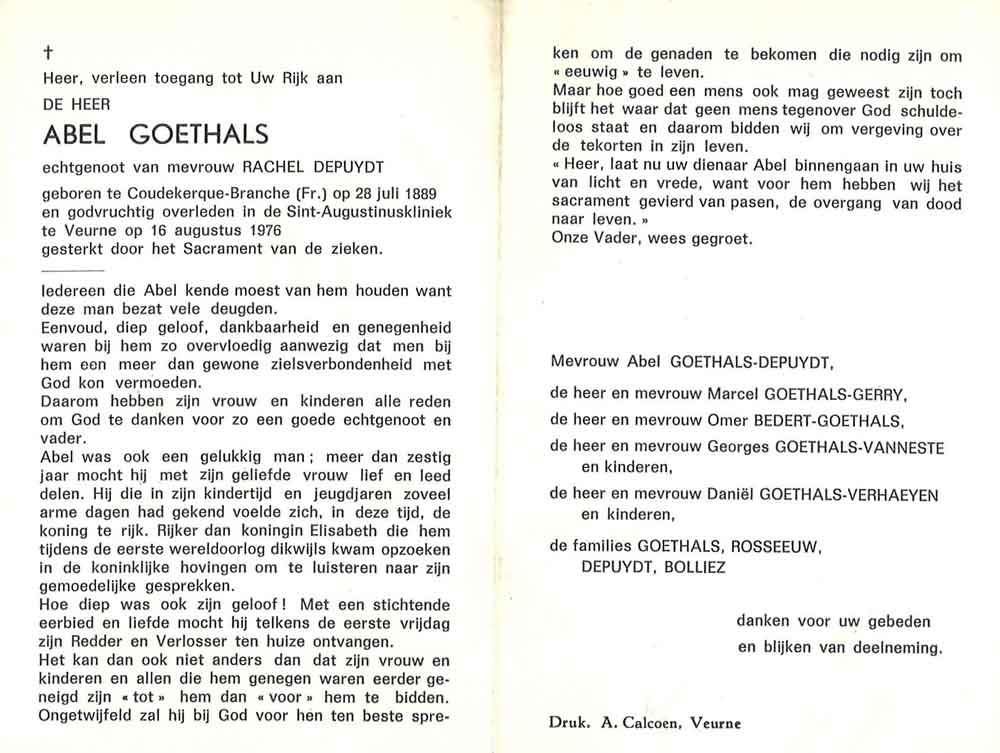 †
Heer, verleen toegang tot Uw Rijk aan
DE HEER
ABEL GOETHALS
echtgenoot van mevrouw RACHEL DEPUYDT
geboren te Coudekerque-Branche (Fr.) op 28 juli 1889
en godvruchtig overleden in de Sint-Augustinuskliniek
te Veurne op 16 augustus 1976
gesterkt door het Sacrament van de zieken.
Iedereen die Abel kende moest van hem houden want
deze man bezat vele deugden.
Eenvoud, diep geloof, dankbaarheid en genegenheid
waren bij hem zo overvloedig aanwezig dat men bij
hem een meer dan gewone zielsverbondenheid met
God kon vermoeden.
Daarom hebben zijn vrouw en kinderen alle reden
om God te danken voor zo een goede echtgenoot en
vader.
Abel was ook een gelukkig man ; meer dan zestig
jaar mocht hij met zijn geliefde vrouw lief en leed
delen. Hij die in zijn kindertijd en jeugdjaren zoveel
arme dagen had gekend voelde zich, in deze tijd, de
koning te rijk. Rijker dan koningin Elisabeth die hem
tijdens de eerste wereldoorlog dikwijls kwam opzoeken
in de koninklijke hovingen om te luisteren naar zijn
gemoedelijke gesprekken.
Hoe diep was ook zijn geloof ! Met een stichtende
eerbied en liefde mocht hij telkens de eerste vrijdag
zijn Redder en Verlosser ten huize ontvangen.
Het kan dan ook niet anders dan dat zijn vrouw en
kinderen en allen die hem genegen waren eerder ge-
neigd zijn « tot » hem dan « voor » hem te bidden.
Ongetwijfeld zal hij bij God voor hen ten beste spre-
ken om de genaden te bekomen die nodig zijn om
« eeuwig » te leven.
Maar hoe goed een mens ook mag geweest zijn toch
blijft het waar dat geen mens tegenover God schulde-
loos staat en daarom bidden wij om vergeving over
de tekorten in zijn leven.
« Heer, laat nu uw dienaar Abel binnengaan in uw huis
van licht en vrede, want voor hem hebben wij het
sacrament gevierd van pasen, de overgang van dood
naar leven. »
Onze Vader, wees gegroet.
Mevrouw Abel GOETHALS-DEPUYDT,
de heer en mevrouw Marcel GOETHALS-GERRY,
de heer en mevrouw Omer BEDERT-GOETHALS,
de heer en mevrouw Georges GOETHALS-VANNESTE
en kinderen,
de heer en mevrouw Daniël GOETHALS-VERHAEYEN
en kinderen,
de families GOETHALS, ROSSEEUW,
DEPUYDT, BOLLIEZ
danken voor uw gebeden
en blijken van deelneming.
Druk. A. Calcoen, Veurne